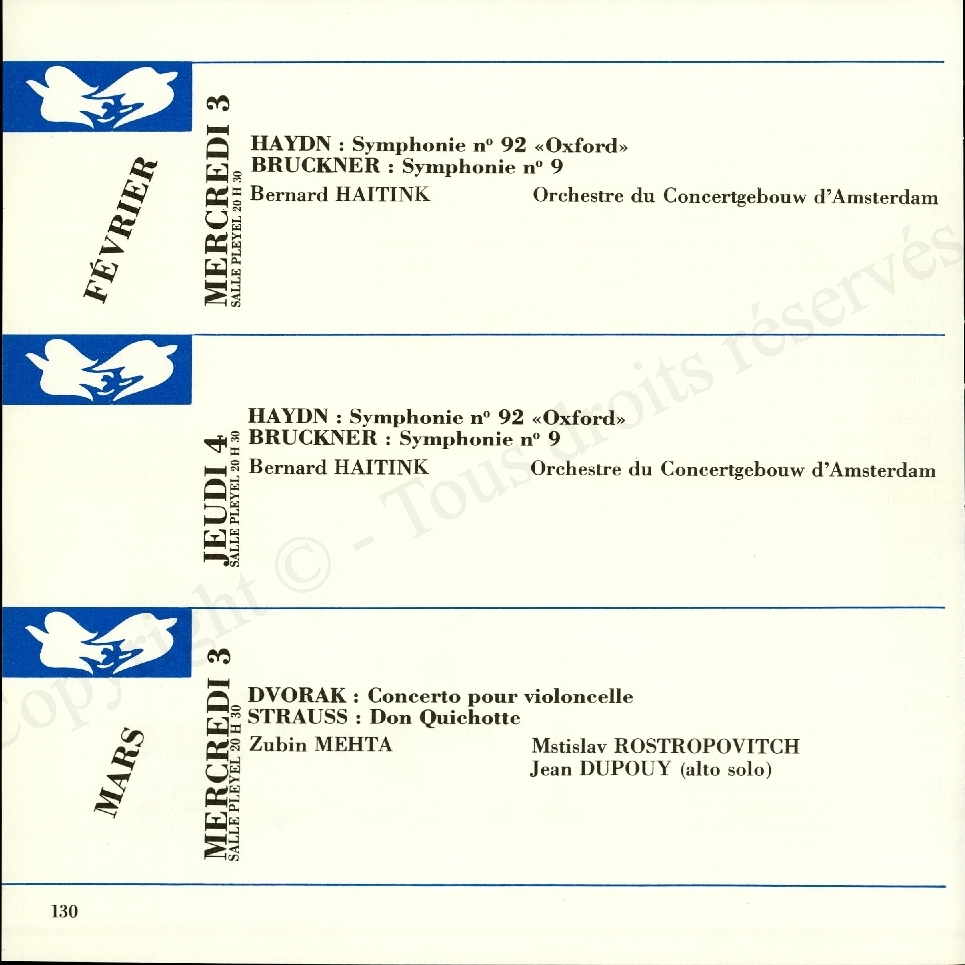 FÉVRIER
MERCREDI 3
SALLE PLEYEL 20 H 30
HAYDN : Symphonie nº 92 «Oxford»
BRUCKNER : Symphonie nº 9
Bernard HAITINK Orchestre du Concertgebouw d'Amsterdam
JEUDI 4
SALLE PLEYEL 20 H 30
HAYDN : Symphonie nº 92 «Oxford»
BRUCKNER : Symphonie nº 9
Bernard HAITINK Orchestre du Concertgebouw d'Amsterdam
MARS
MERCREDI 3
SALLE PLEYEL 20 H 30
DVORAK : Concerto pour violoncelle
STRAUSS : Don Quichotte
Zubin MEHTA Mstislav ROSTROPOVITCH
Jean DUPOUY (alto solo)
130
Copyright © - Tous droits réservés